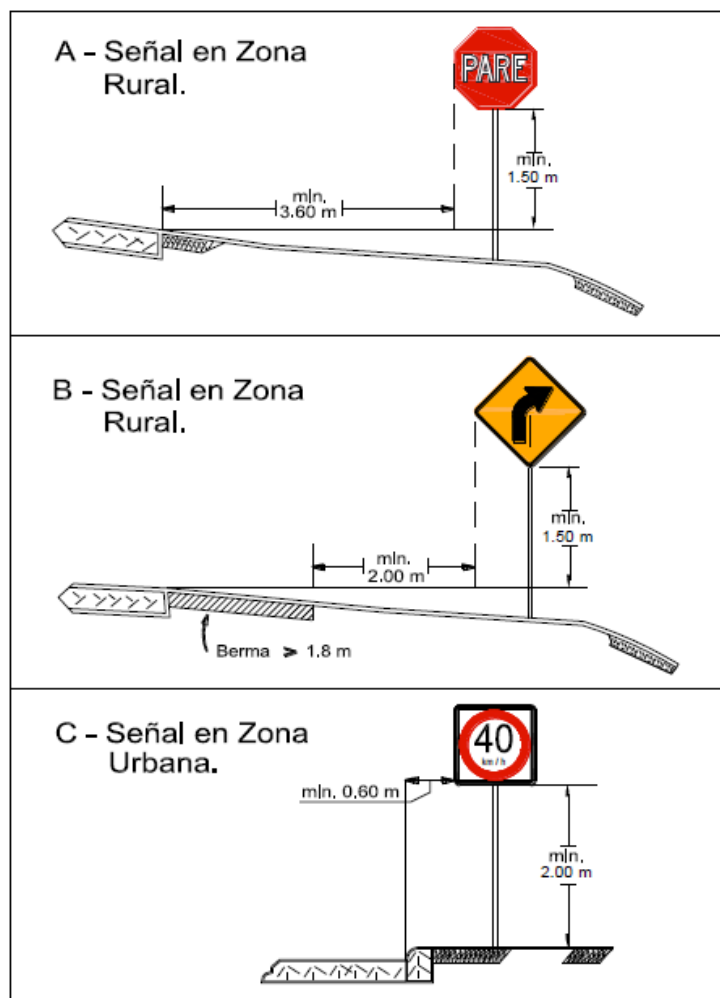 A - Señal en Zona
Rural.
PARE
mín.
1.50 m
mín.
3.60 m
B - Señal en Zona
Rural.
mín.
1.50 m
mín.
2.00 m
Berma ≥ 1.8 m
C - Señal en Zona
Urbana.
40
km / h
mín. 0,60 m
mín.
2.00 m